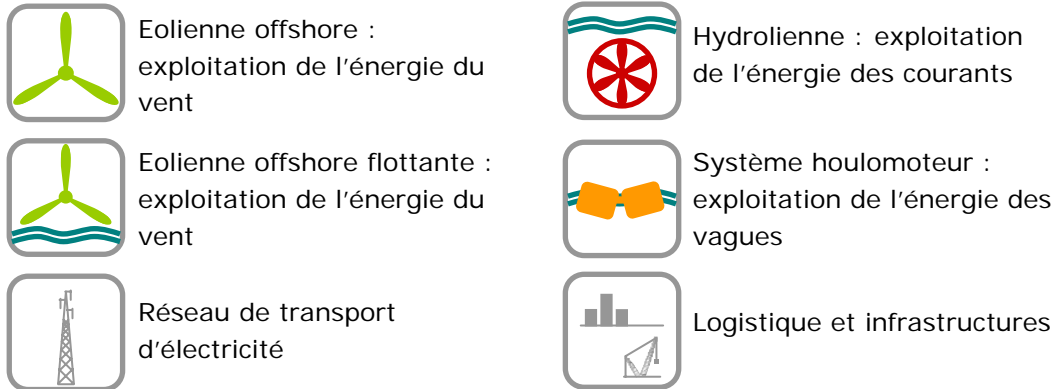 Eolienne offshore :
exploitation de l'énergie du
vent
Hydrolienne : exploitation
de l'énergie des courants
Eolienne offshore flottante :
exploitation de l'énergie du
vent
Système houlomoteur :
exploitation de l'énergie des
vagues
Réseau de transport
d'électricité
Logistique et infrastructures